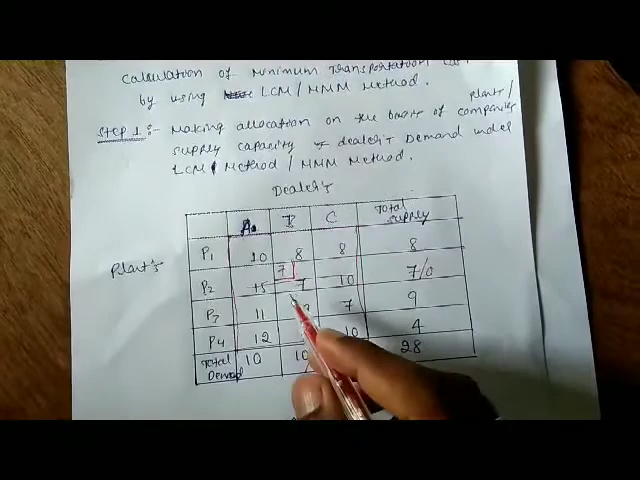 Calculation of Minimum Transportation
by using LCM/MMM Method.
Step 1:- Making allocation on the basis of companies plant/
supply capacity & dealer's Demand under
LCM Method / MMM Method.
Dealer's
A B C Total Supply
Plant's
P1 10 8 8 8
P2 15 7 7 10 7/0
P3 11 7 9
P4 12 10 4
Total Demand 10 10 28